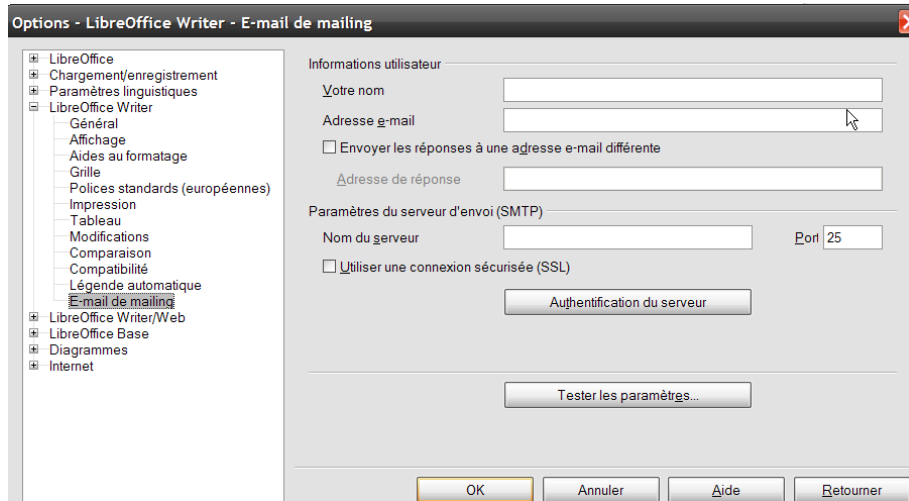 Options - LibreOffice Writer - E-mail de mailing
LibreOffice
Chargement/enregistrement
Paramètres linguistiques
LibreOffice Writer
Général
Affichage
Aides au formatage
Grille
Polices standards (européennes)
Impression
Tableau
Modifications
Comparaison
Compatibilité
Légende automatique
E-mail de mailing
LibreOffice Writer/Web
LibreOffice Base
Diagrammes
Internet
Informations utilisateur
Votre nom
Adresse e-mail
Envoyer les réponses à une adresse e-mail différente
Adresse de réponse
Paramètres du serveur d'envoi (SMTP)
Nom du serveur
Port 25
Utiliser une connexion sécurisée (SSL)
Authentification du serveur
Tester les paramètres...
OK Annuler Aide Retourner